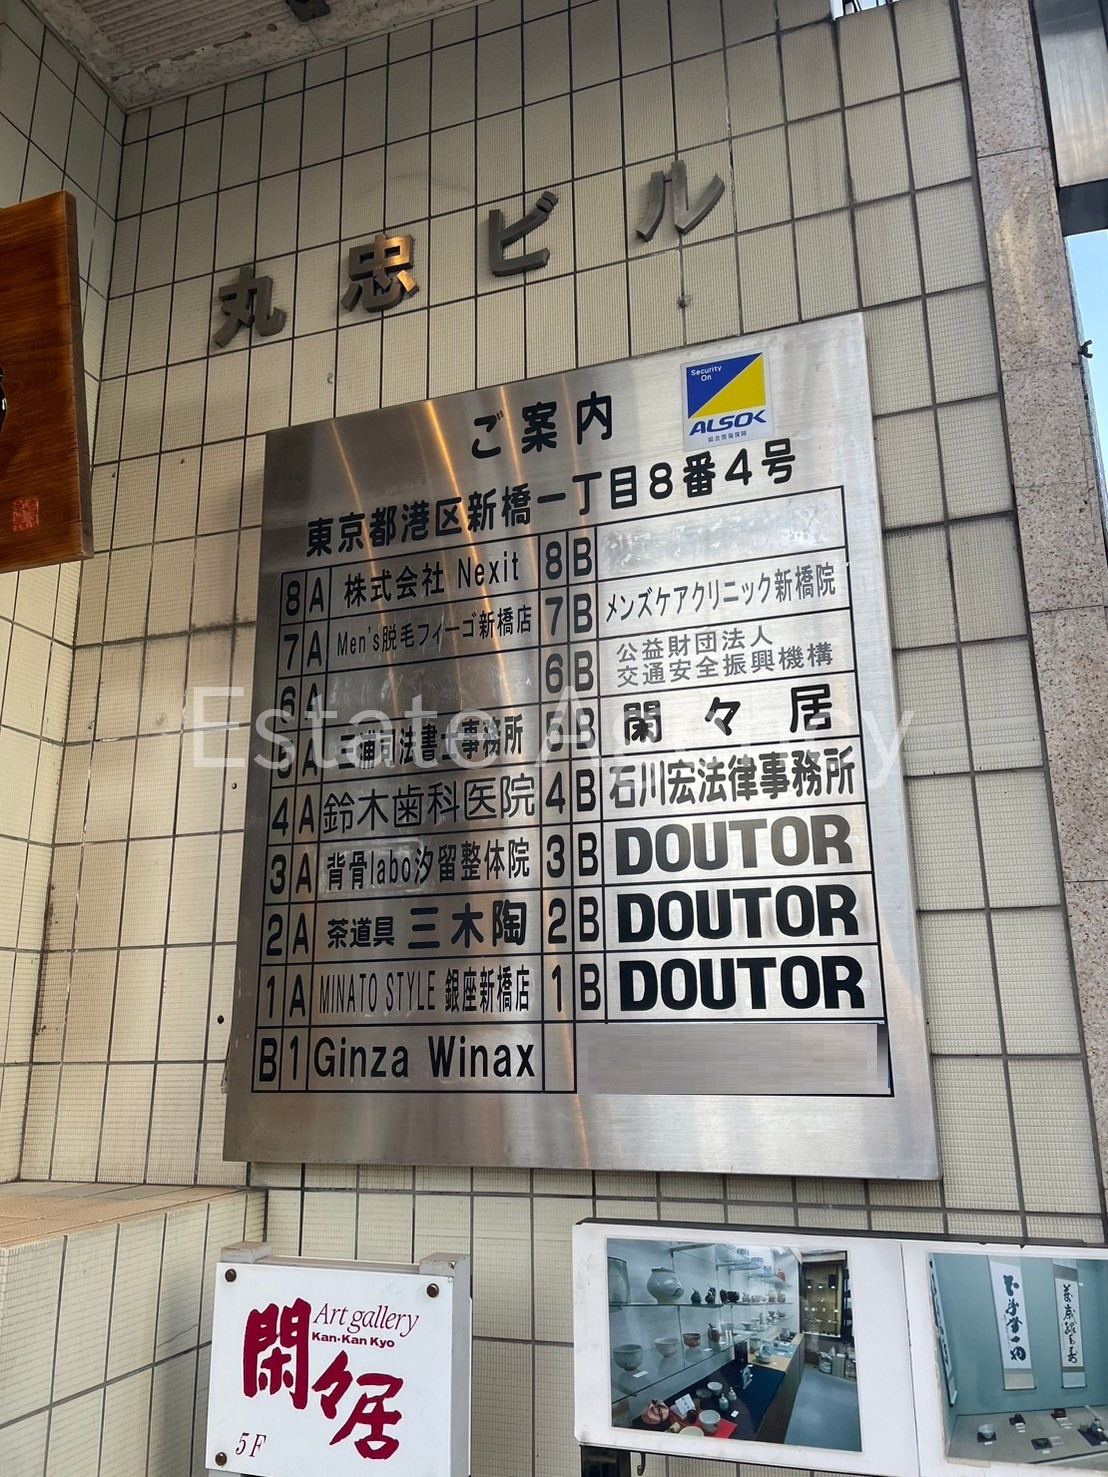 丸忠ビル
Security
On
ALSOK
綜合警備保障
ご案内
東京都港区新橋一丁目8番4号
8A 株式会社 Nexit 8B
7A Men's脱毛フィーゴ新橋店 7B メンズケアクリニック新橋院
6A 6B 公益財団法人
交通安全振興機構
5A 三浦司法書士事務所 5B 閑々居
4A 鈴木歯科医院 4B 石川宏法律事務所
3A 背骨labo汐留整体院 3B DOUTOR
2A 茶道具 三木陶 2B DOUTOR
1A MINATO STYLE 銀座新橋店 1B DOUTOR
B1 Ginza Winax
Estate Agency
Art gallery
Kan・Kan Kyo
閑々居
5F